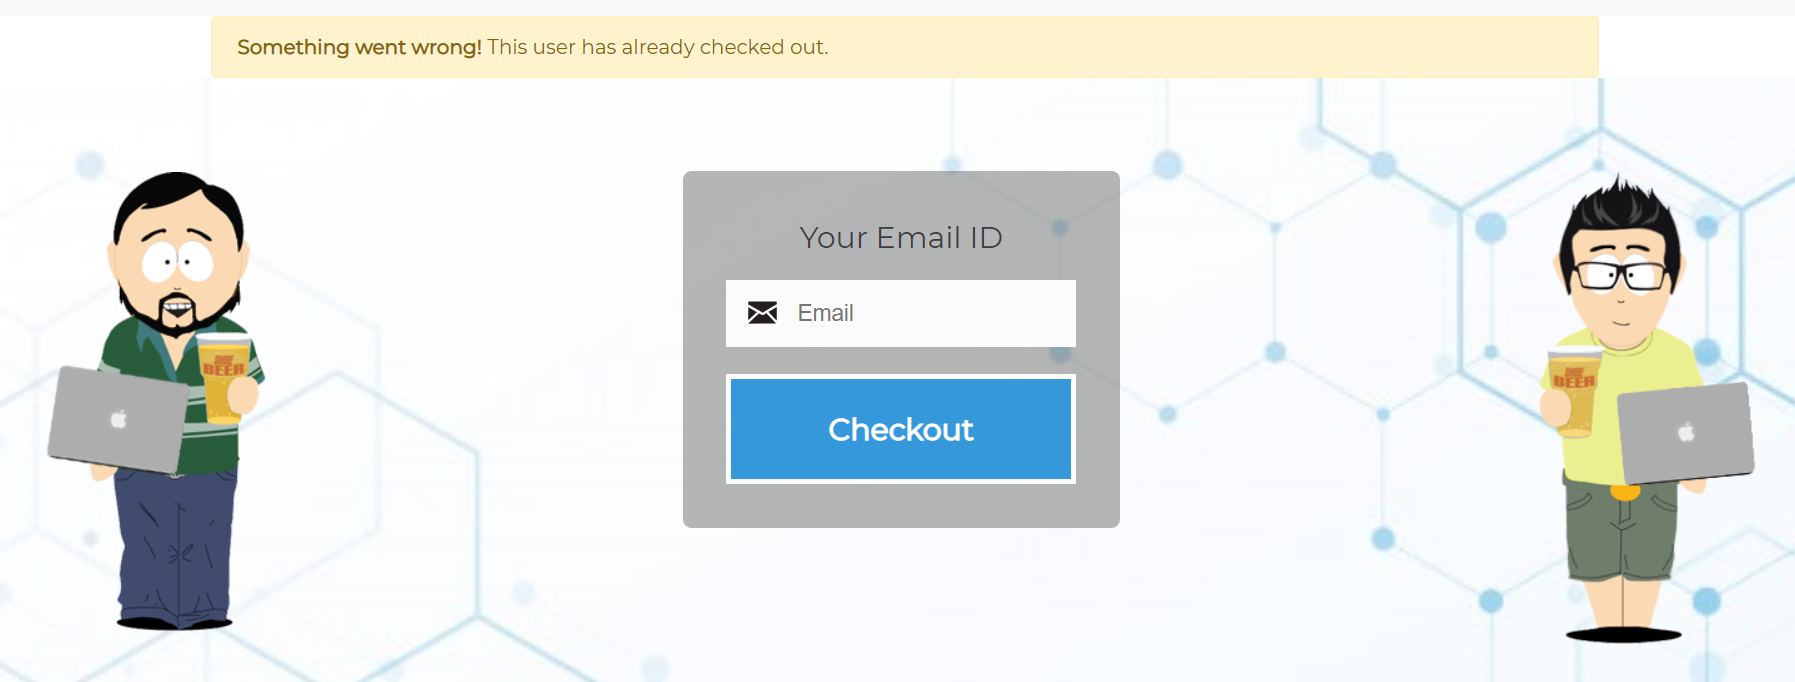 Something went wrong! This user has already checked out.
Your Email ID
Email
Checkout
BEER
BEER